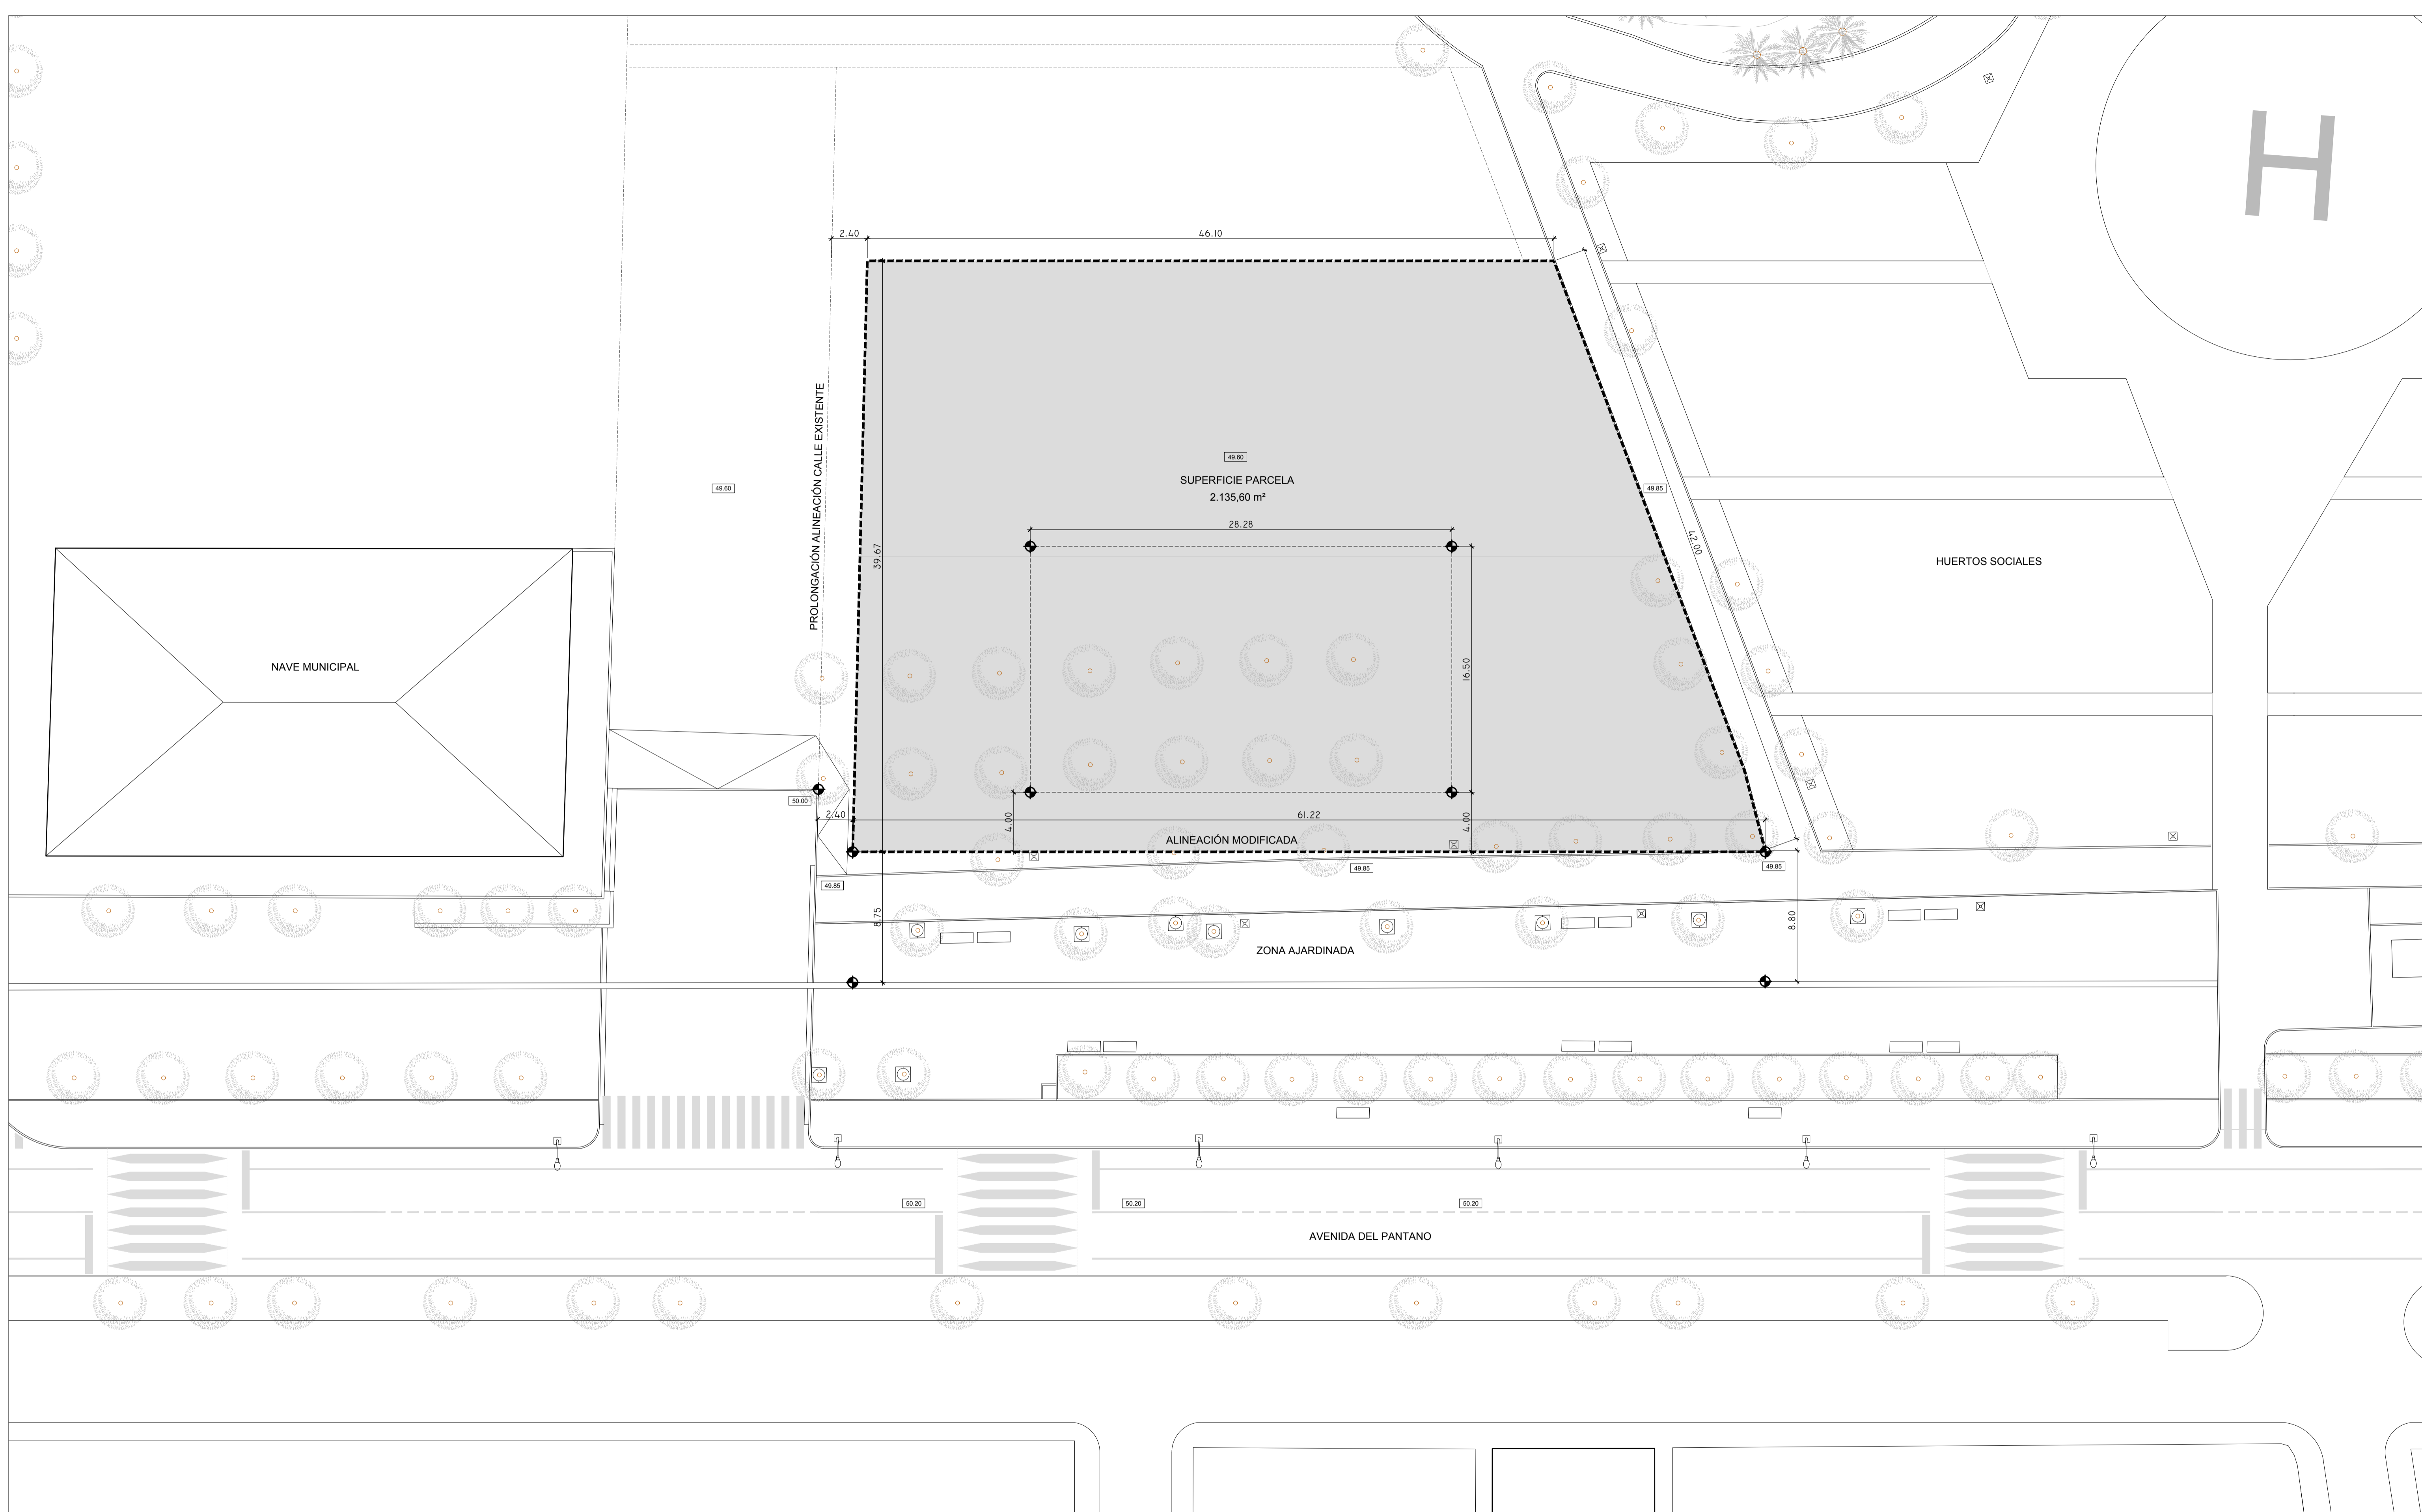 H
2.40
46.10
PROLONGACIÓN ALINEACIÓN CALLE EXISTENTE
49.60
SUPERFICIE PARCELA
2.135,60 m²
49.60
49.85
28.28
39.67
42.00
HUERTOS SOCIALES
NAVE MUNICIPAL
16.50
50.00
2.40
4.00
61.22
4.00
ALINEACIÓN MODIFICADA
49.85
49.85
49.85
8.75
8.80
ZONA AJARDINADA
50.20
50.20
50.20
AVENIDA DEL PANTANO